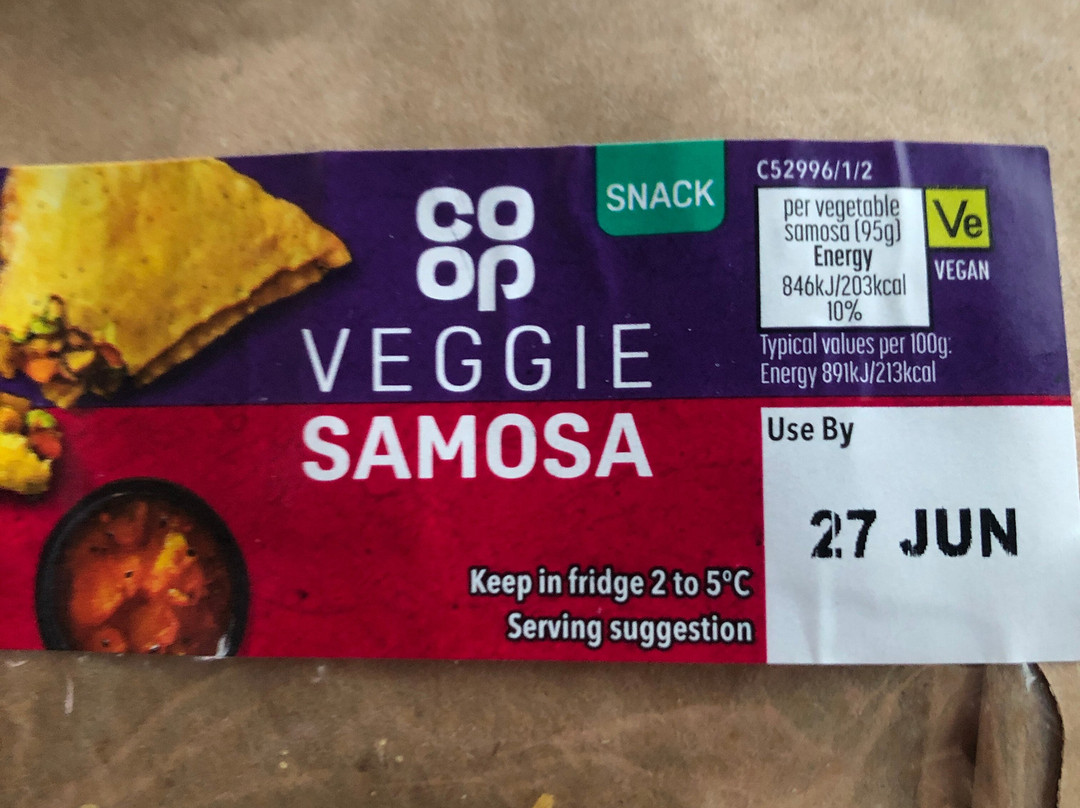 CO
OP
VEGGIE
SAMOSA
SNACK
C52996/1/2
per vegetable
samosa (95g)
Energy
846kJ/203kcal
10%
Ve
VEGAN
Typical values per 100g:
Energy 891kJ/213kcal
Use By
27 JUN
Keep in fridge 2 to 5°C
Serving suggestion